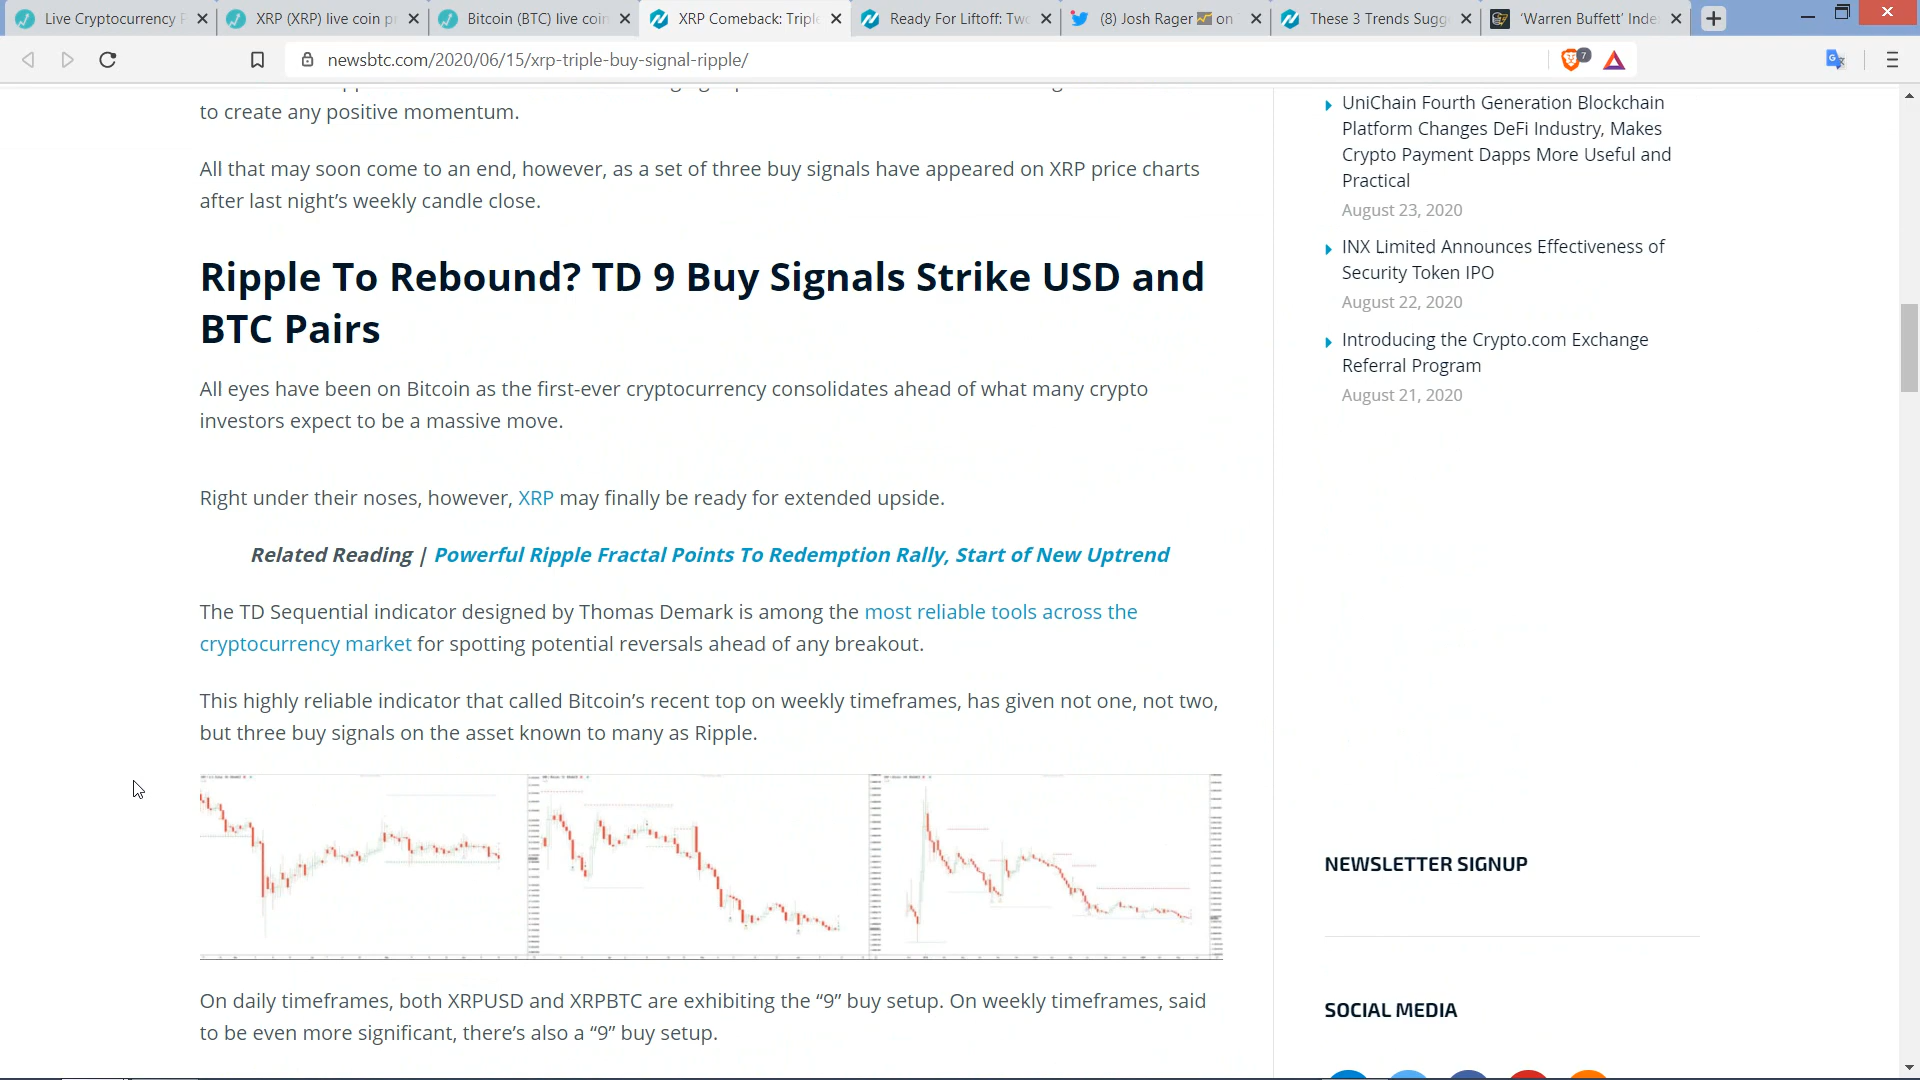 Live Cryptocurrency P
XRP (XRP) live coin p
Bitcoin (BTC) live coin
XRP Comeback: Triple
Ready For Liftoff: Two
(8) Josh Rager on
These 3 Trends Sugg
‘Warren Buffett’ Inde
newsbtc.com/2020/06/15/xrp-triple-buy-signal-ripple/
7
to create any positive momentum.
All that may soon come to an end, however, as a set of three buy signals have appeared on XRP price charts
after last night’s weekly candle close.
Ripple To Rebound? TD 9 Buy Signals Strike USD and
BTC Pairs
All eyes have been on Bitcoin as the first-ever cryptocurrency consolidates ahead of what many crypto
investors expect to be a massive move.
Right under their noses, however, XRP may finally be ready for extended upside.
Related Reading | Powerful Ripple Fractal Points To Redemption Rally, Start of New Uptrend
The TD Sequential indicator designed by Thomas Demark is among the most reliable tools across the
cryptocurrency market for spotting potential reversals ahead of any breakout.
This highly reliable indicator that called Bitcoin’s recent top on weekly timeframes, has given not one, not two,
but three buy signals on the asset known to many as Ripple.
On daily timeframes, both XRPUSD and XRPBTC are exhibiting the “9” buy setup. On weekly timeframes, said
to be even more significant, there’s also a “9” buy setup.
UniChain Fourth Generation Blockchain
Platform Changes DeFi Industry, Makes
Crypto Payment Dapps More Useful and
Practical
August 23, 2020
INX Limited Announces Effectiveness of
Security Token IPO
August 22, 2020
Introducing the Crypto.com Exchange
Referral Program
August 21, 2020
NEWSLETTER SIGNUP
SOCIAL MEDIA